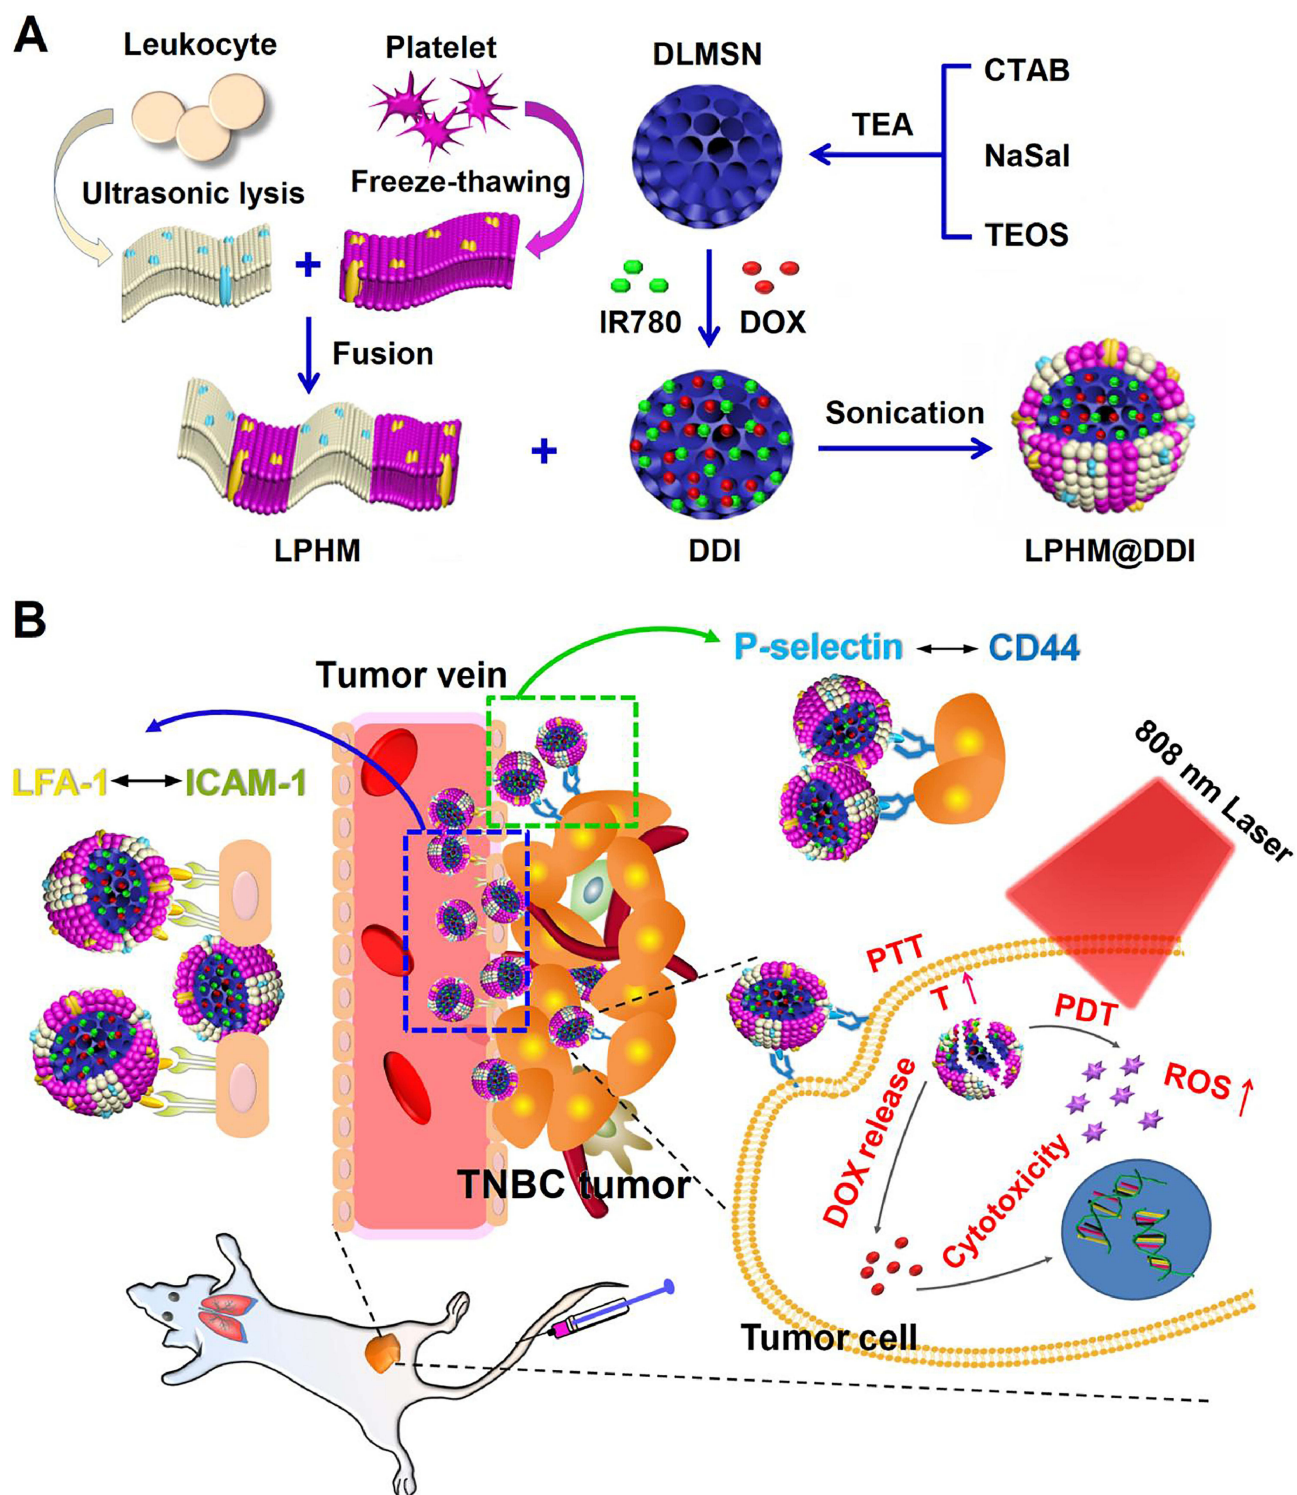 A
Leukocyte
Platelet
DLMSN
CTAB
TEA
NaSal
TEOS
Ultrasonic lysis
Freeze-thawing
+
IR780
DOX
Fusion
Sonication
+
LPHM
DDI
LPHM@DDI
B
P-selectin
CD44
Tumor vein
LFA-1
ICAM-1
808 nm Laser
PTT
T
PDT
ROS
DOX release
Cytotoxicity
TNBC tumor
Tumor cell